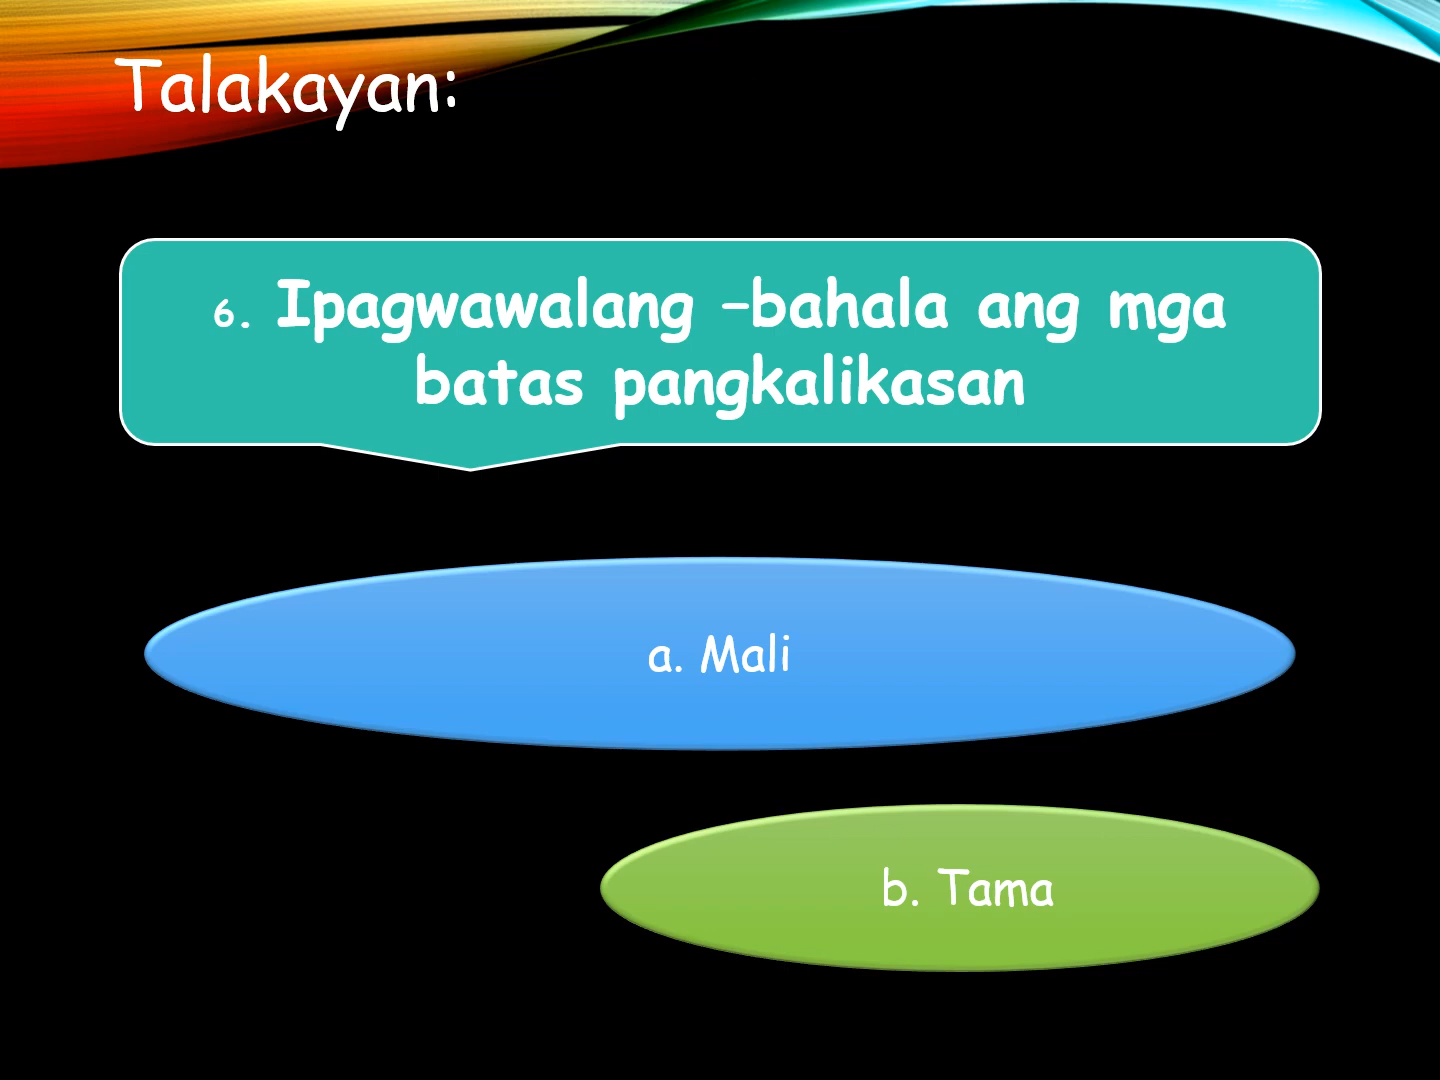 Talakayan:
6. Ipagwawalang –bahala ang mga
batas pangkalikasan
a. Mali
b. Tama